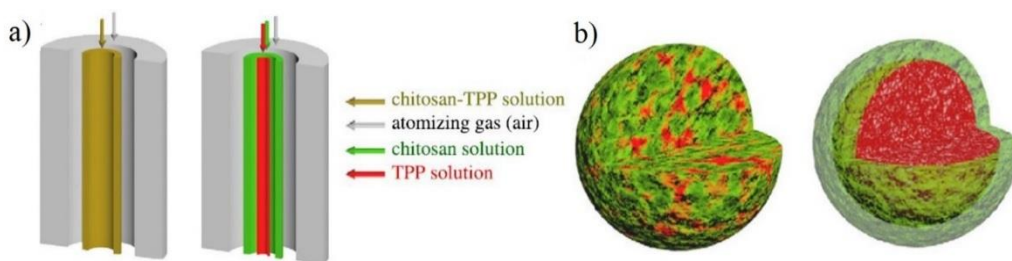 a)
b)
chitosan-TPP solution
atomizing gas (air)
chitosan solution
TPP solution